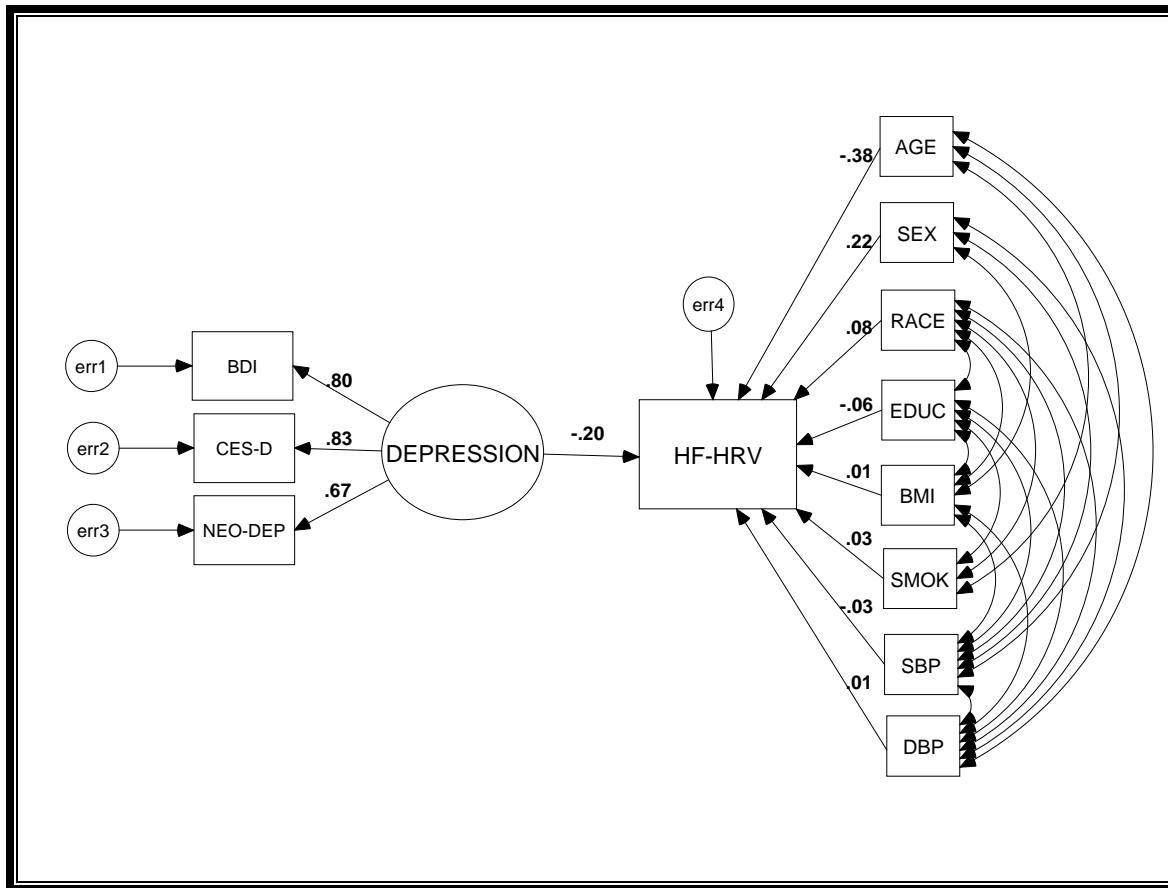 AGE
-.38
SEX
.22
err4
RACE
.08
err1
BDI
.80
EDUC
-.06
err2
CES-D
.83
DEPRESSION
-.20
HF-HRV
BMI
.01
err3
NEO-DEP
.67
SMOK
.03
SBP
-.03
DBP
.01